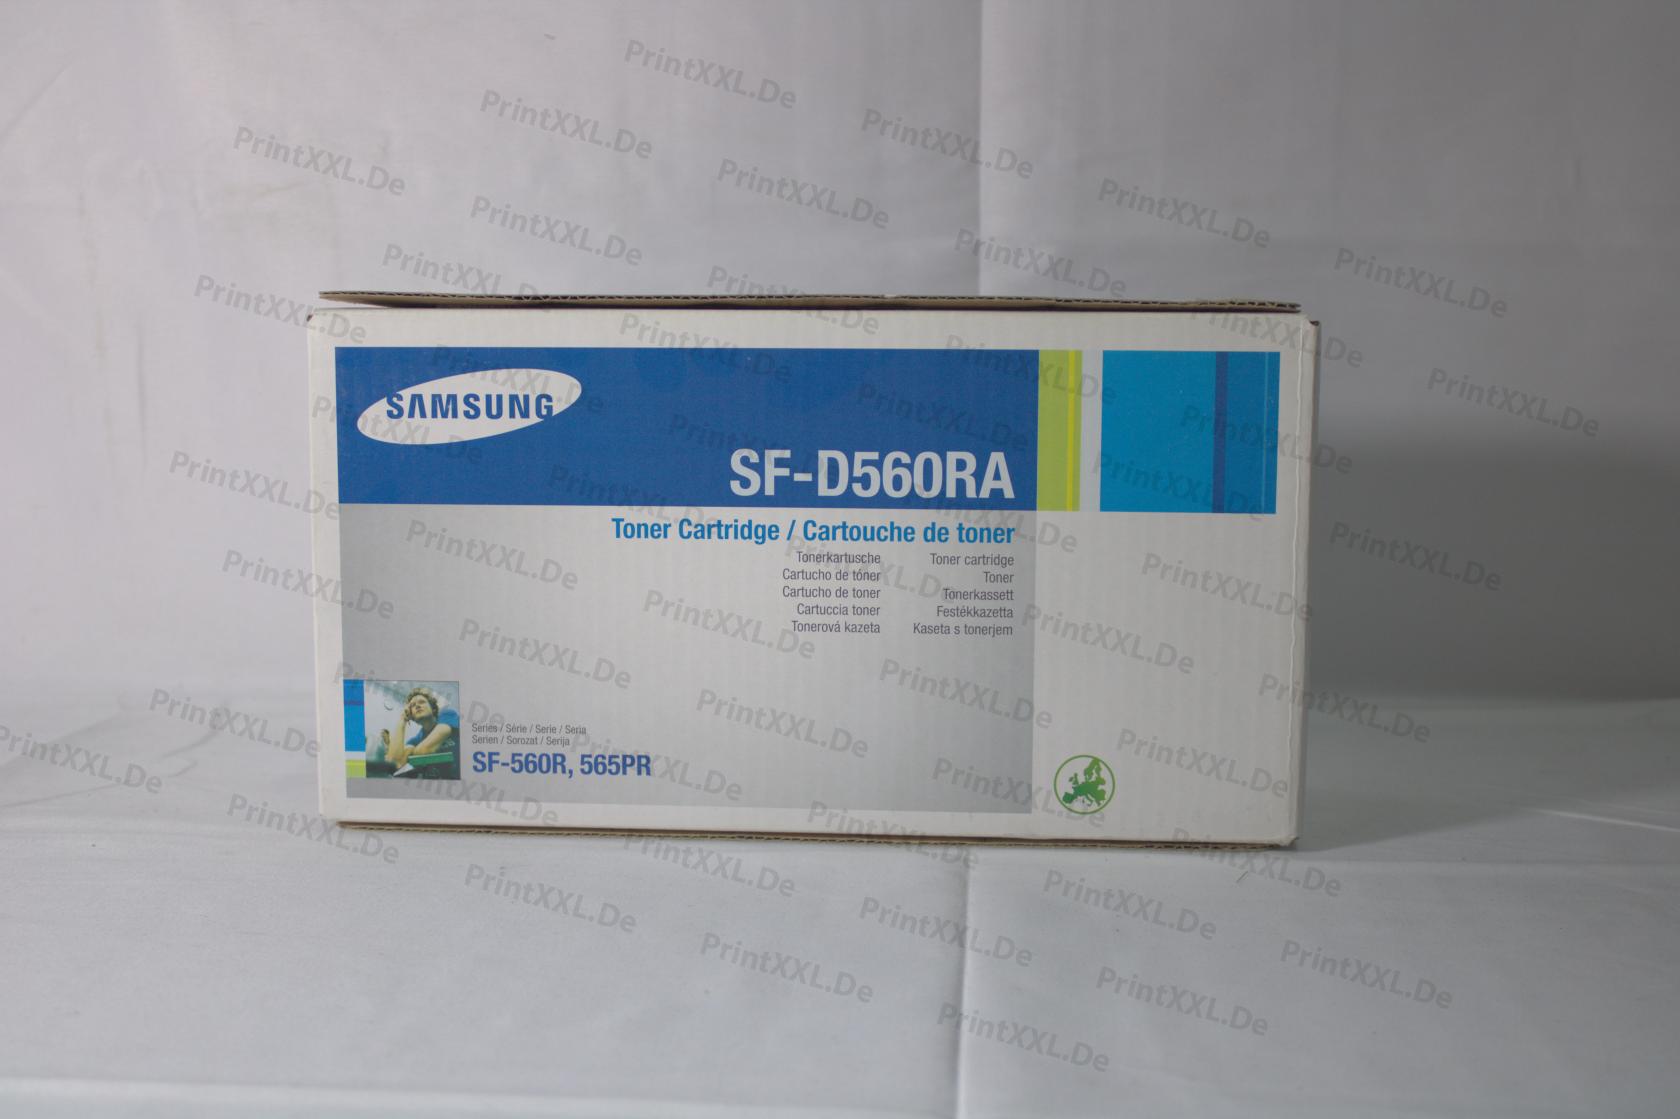 SAMSUNG
SF-D560RA
Toner Cartridge / Cartouche de toner
Tonerkartusche
Cartucho de tóner
Cartucho de toner
Cartuccia toner
Tonerová kazeta
Toner cartridge
Toner
Tonerkassett
Festékkazetta
Kaseta s tonerjem
Series / Série / Serie / Seria
Serien / Sorozat / Serija
SF-560R, 565PR
PrintXXL.De